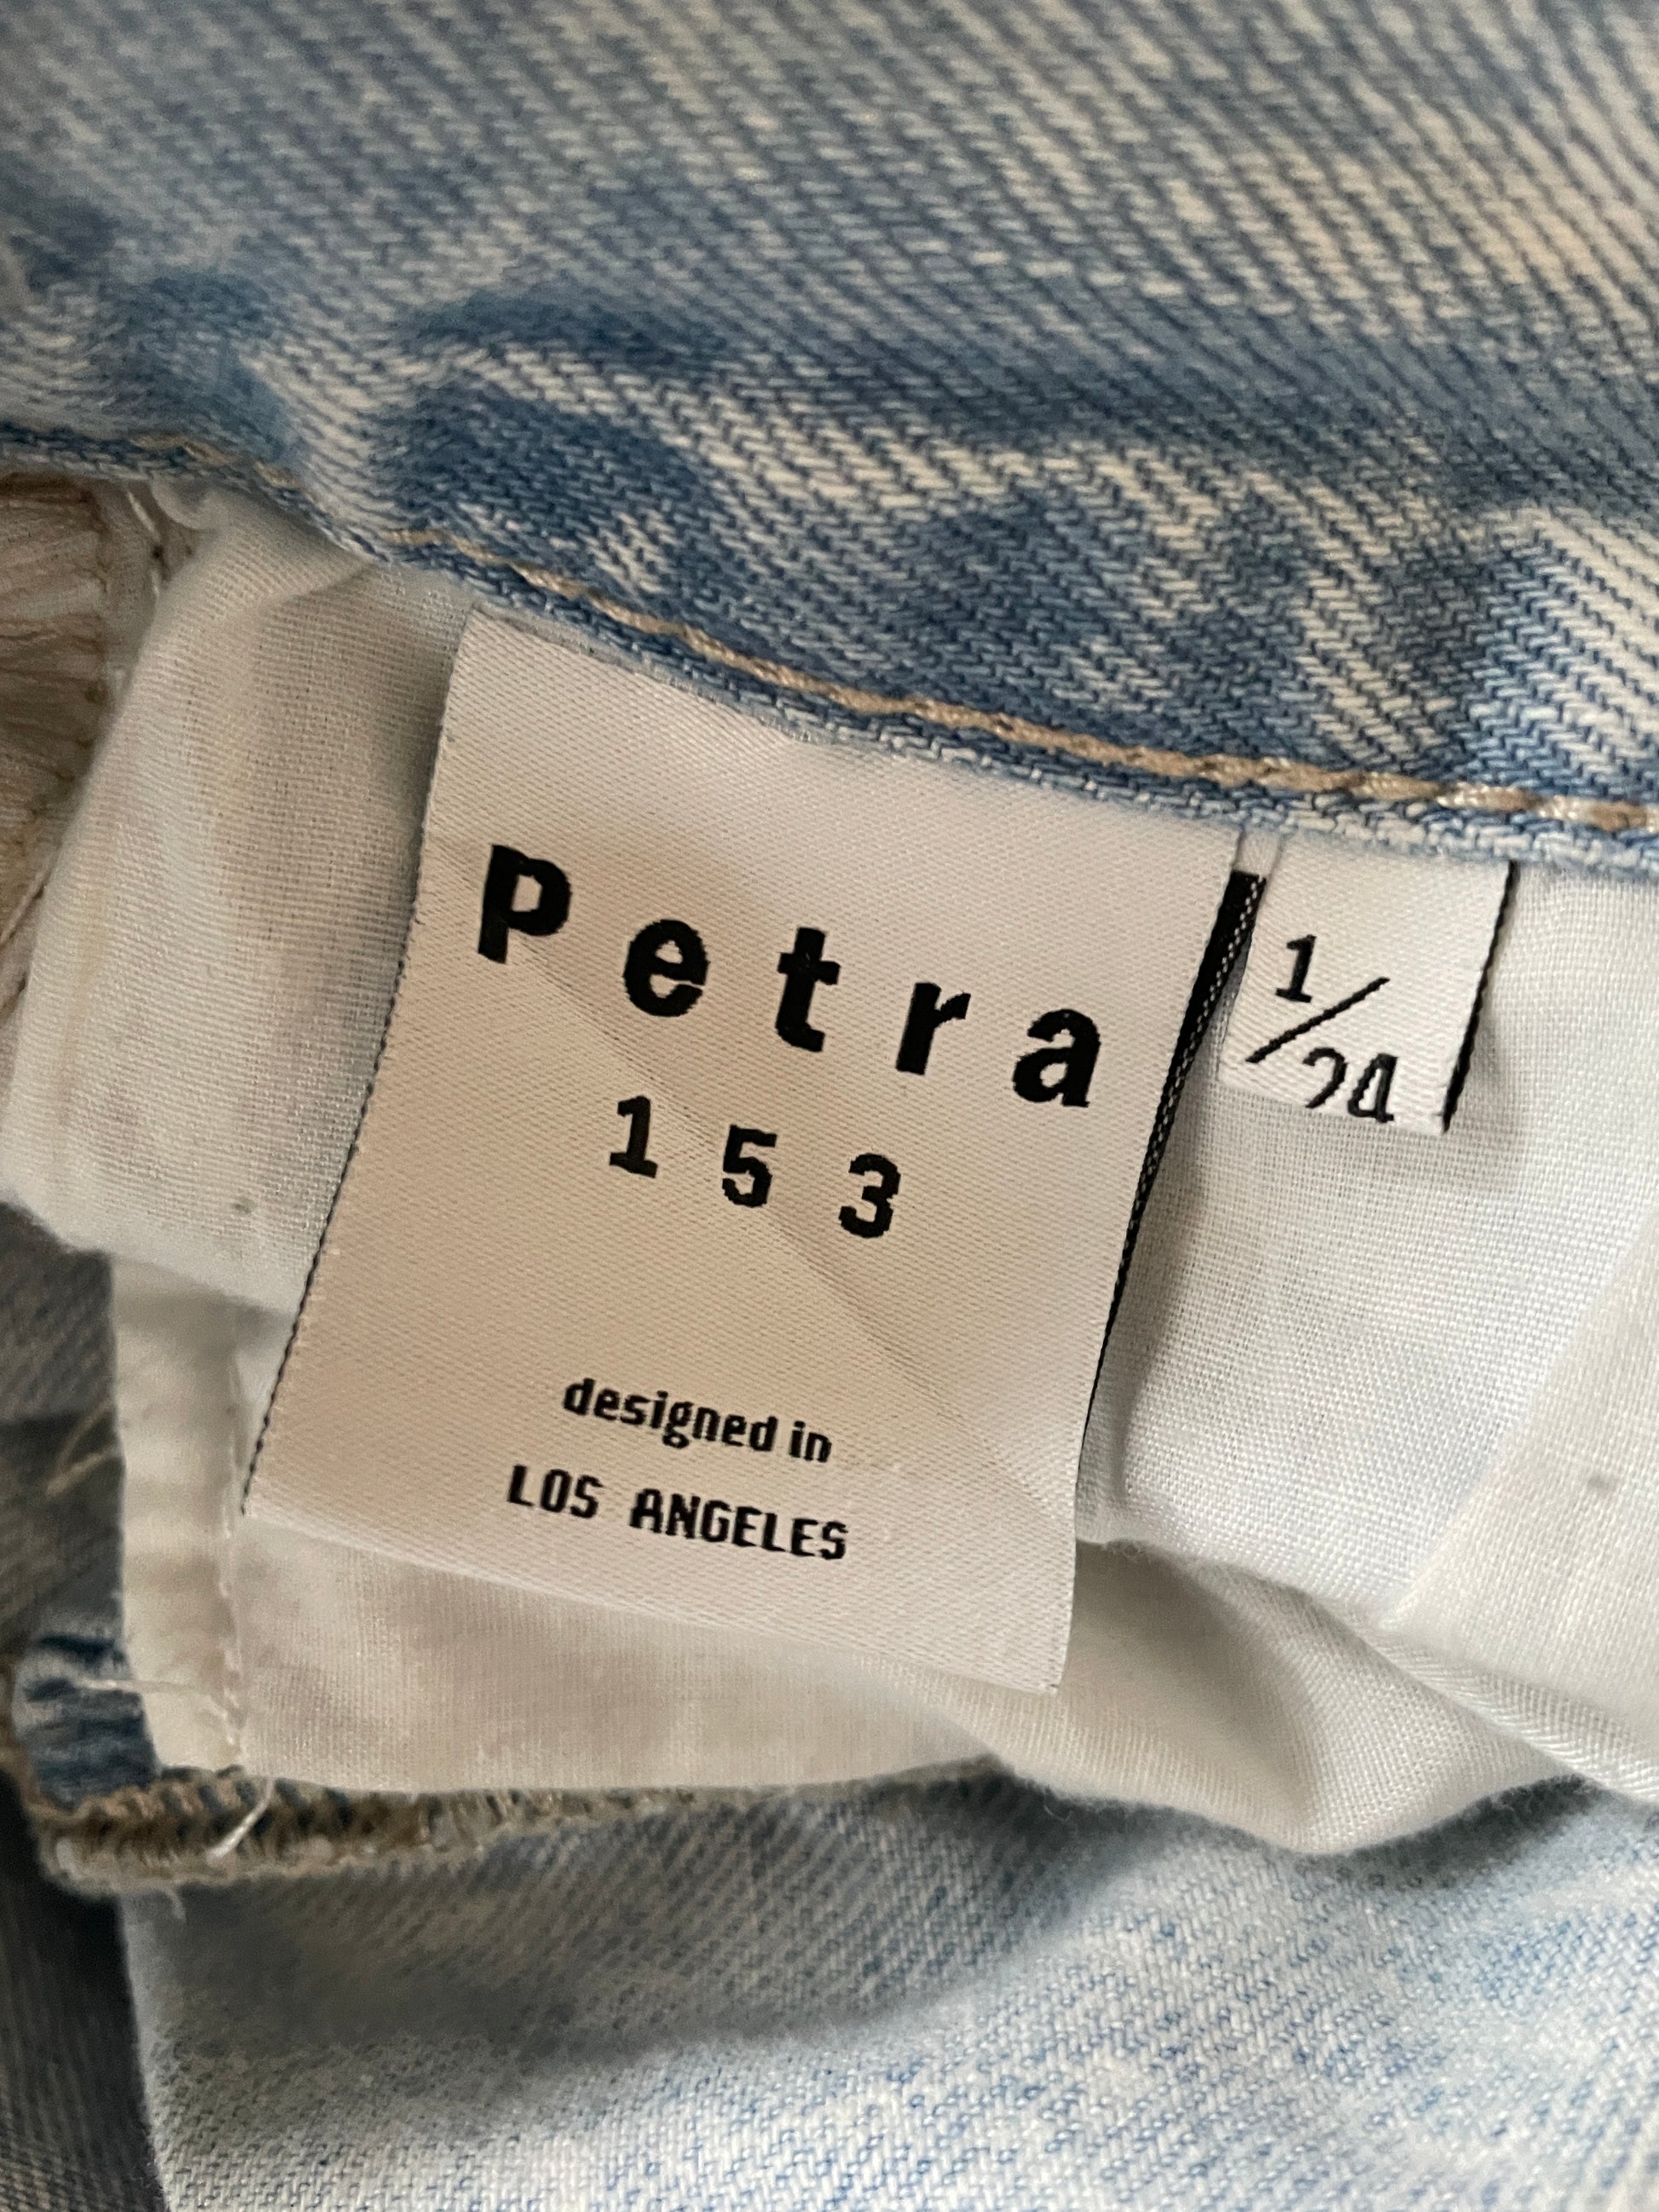 Petra
153
designed in
LOS ANGELES
1/24